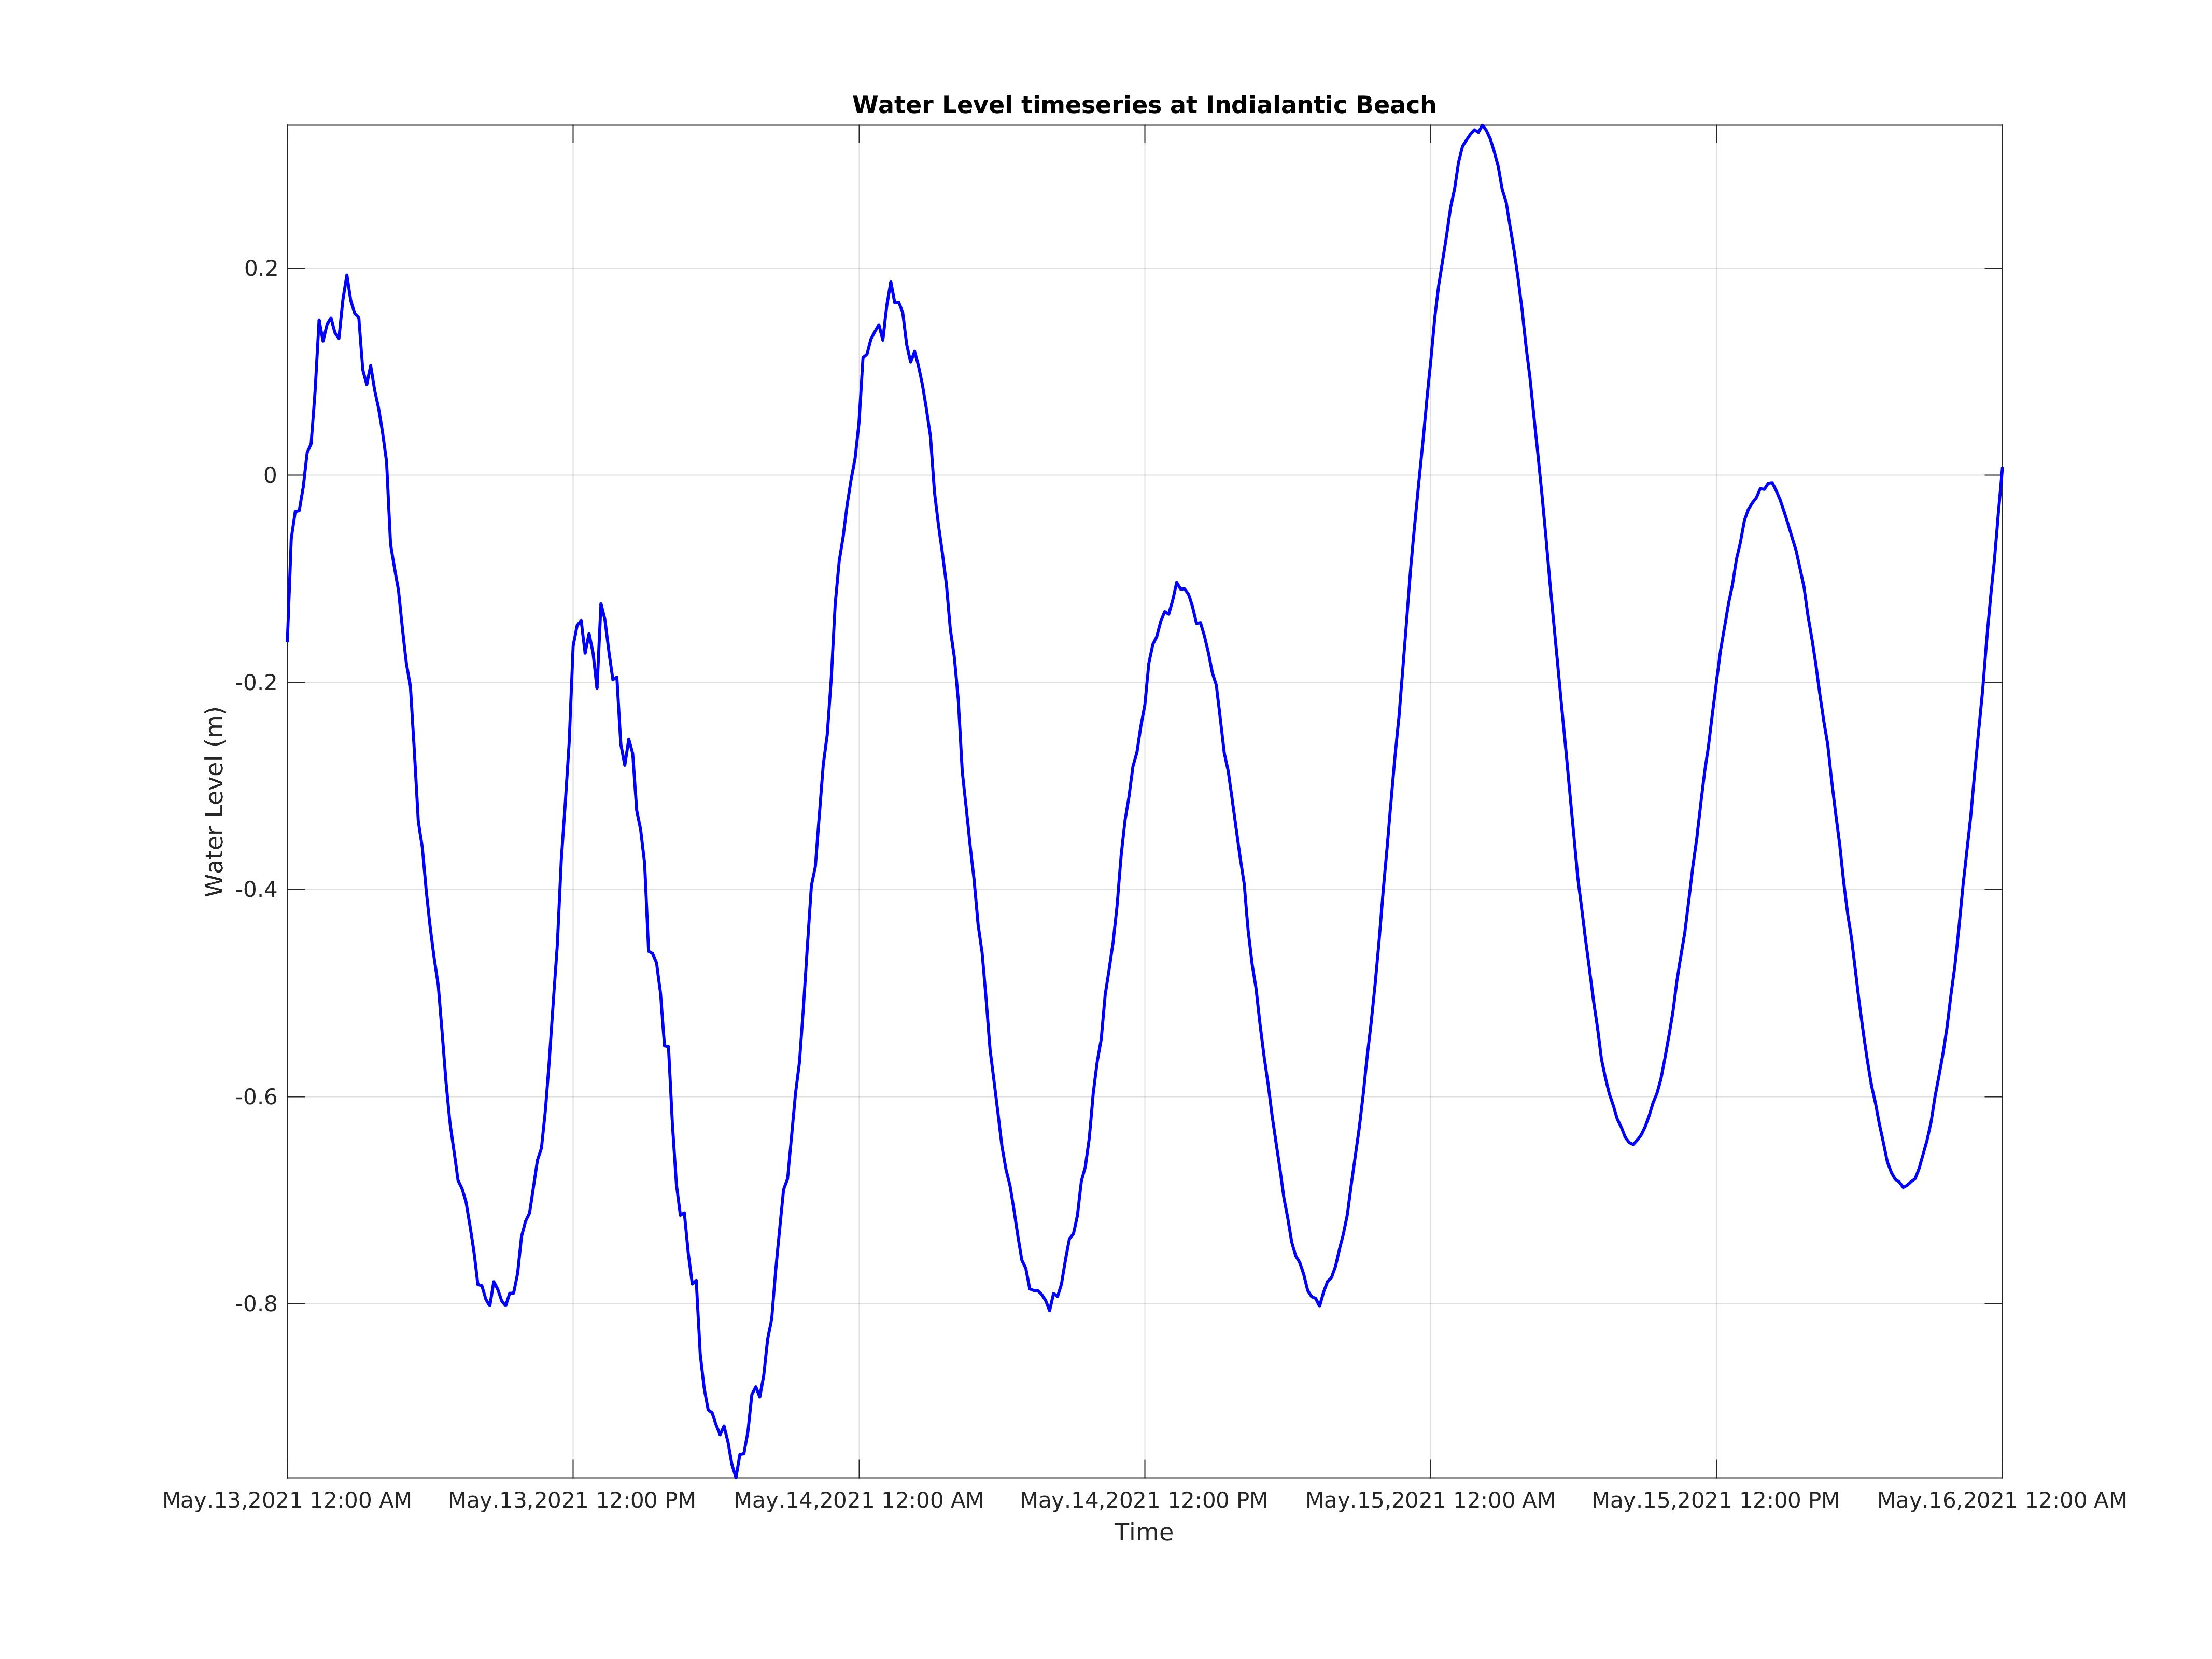 Water Level timeseries at Indialantic Beach
0.2
0
-0.2
-0.4
-0.6
-0.8
Water Level (m)
May.13,2021 12:00 AM
May.13,2021 12:00 PM
May.14,2021 12:00 AM
May.14,2021 12:00 PM
May.15,2021 12:00 AM
May.15,2021 12:00 PM
May.16,2021 12:00 AM
Time